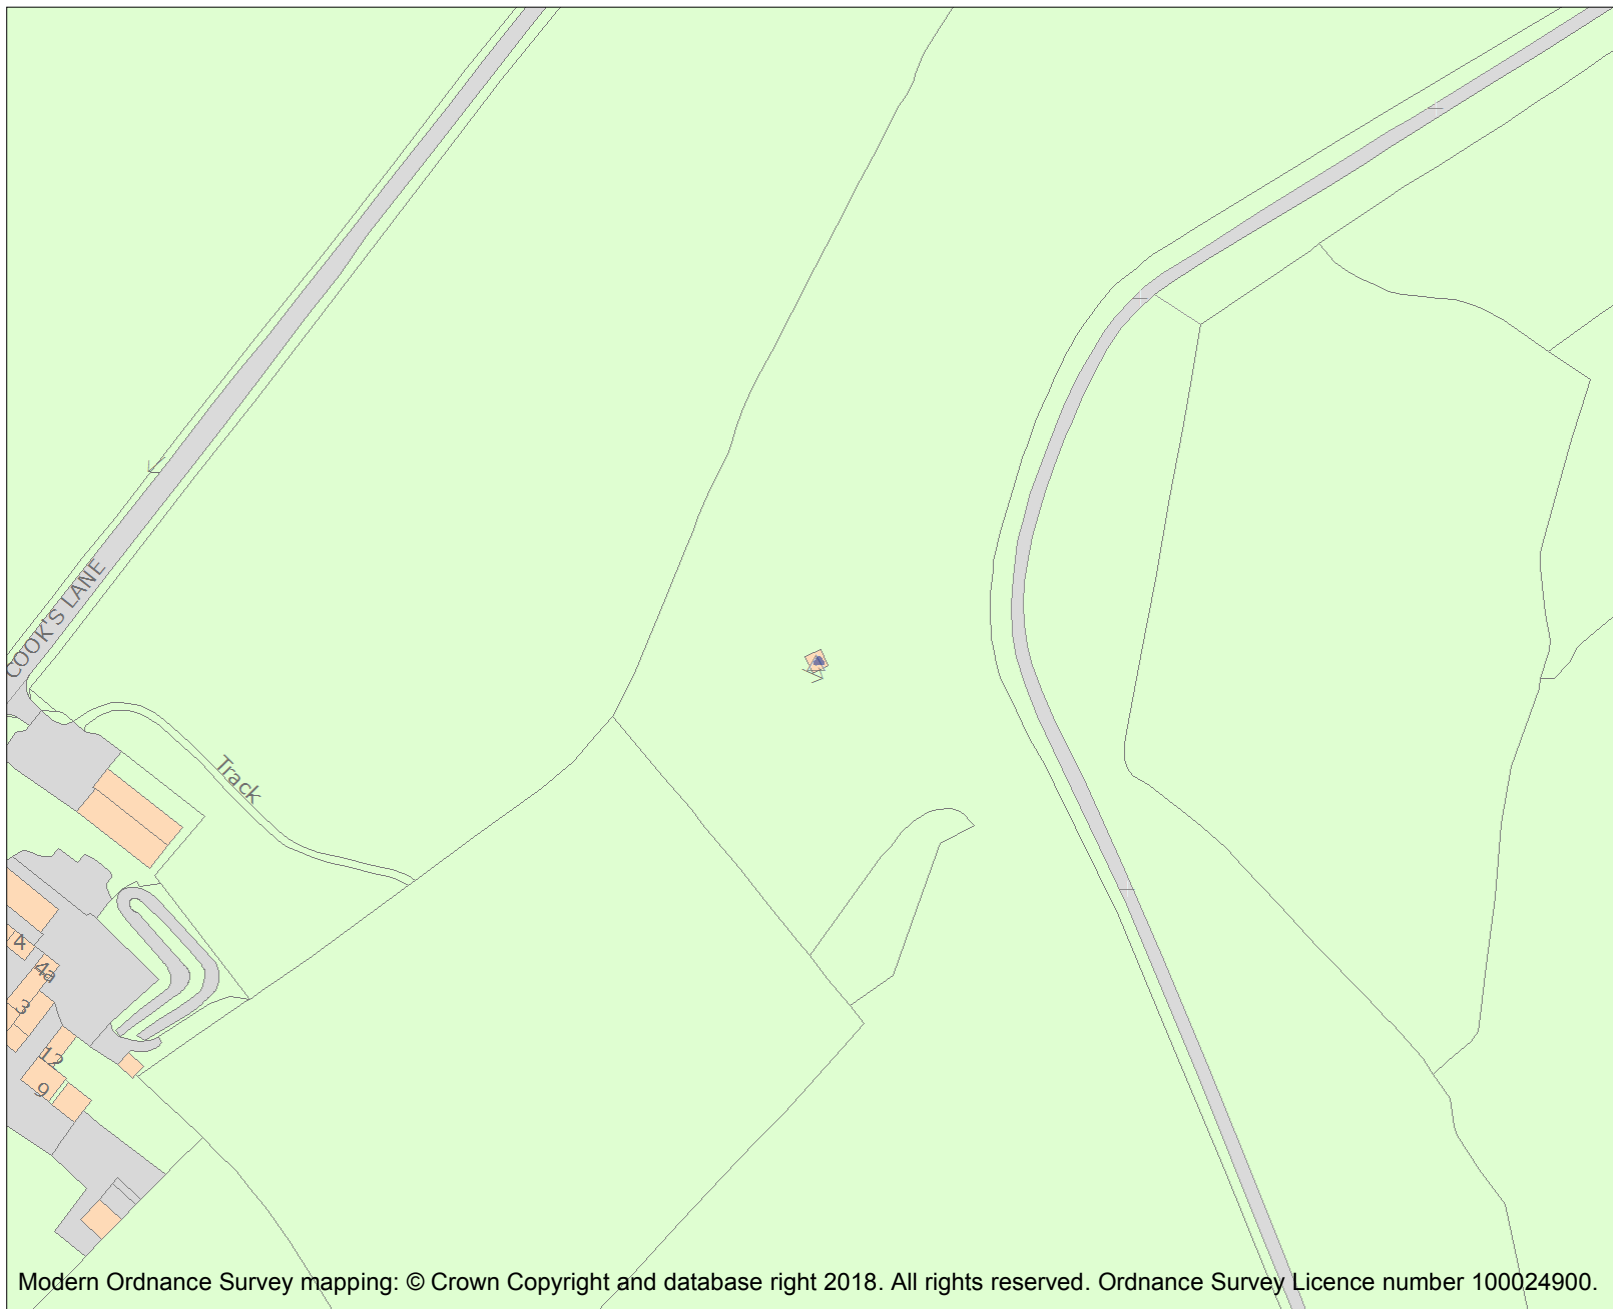 COOK'S LANE
Track
4
4a
3
12
9
Modern Ordnance Survey mapping: © Crown Copyright and database right 2018. All rights reserved. Ordnance Survey Licence number 100024900.